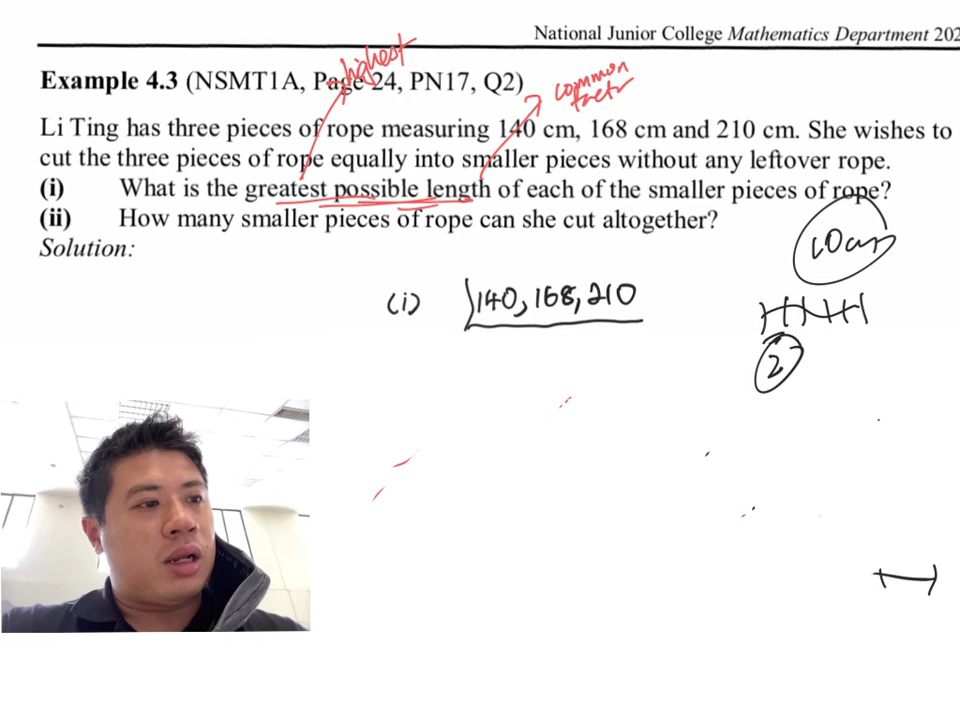 National Junior College Mathematics Department 202
highest
Example 4.3 (NSMT1A, Page 24, PN17, Q2)
common
factor
Li Ting has three pieces of rope measuring 140 cm, 168 cm and 210 cm. She wishes to
cut the three pieces of rope equally into smaller pieces without any leftover rope.
(i) What is the greatest possible length of each of the smaller pieces of rope?
(ii) How many smaller pieces of rope can she cut altogether?
Solution:
10cm
(i) 140, 168, 210
2